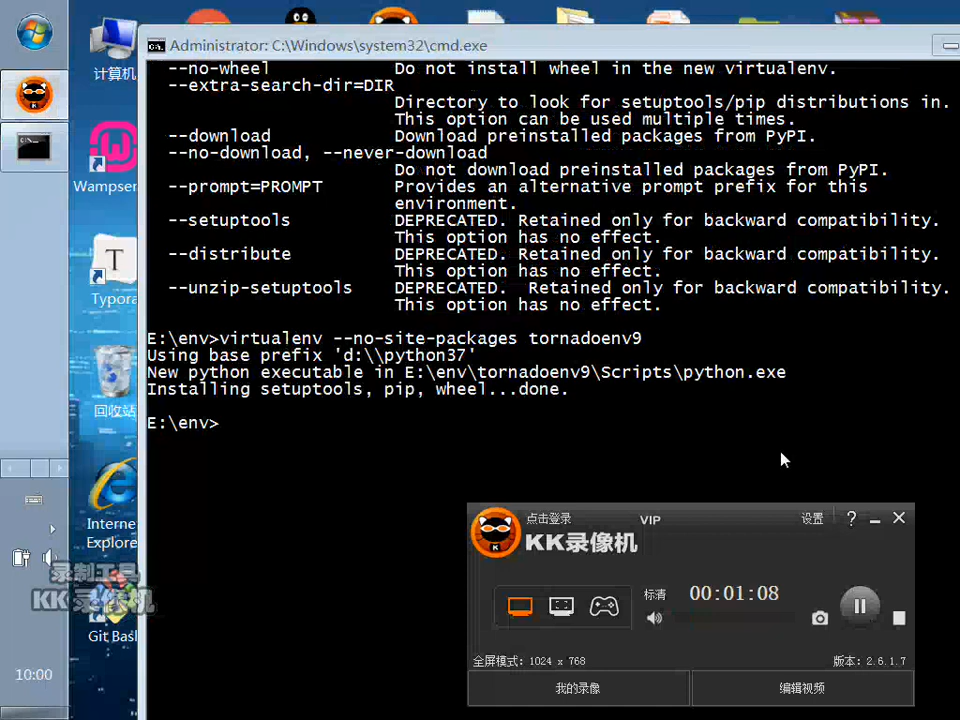 Administrator: C:\Windows\system32\cmd.exe
--no-wheel Do not install wheel in the new virtualenv.
--extra-search-dir=DIR
Directory to look for setuptools/pip distributions in.
This option can be used multiple times.
--download Download preinstalled packages from PyPI.
--no-download, --never-download
Do not download preinstalled packages from PyPI.
--prompt=PROMPT Provides an alternative prompt prefix for this
environment.
--setuptools DEPRECATED. Retained only for backward compatibility.
This option has no effect.
--distribute DEPRECATED. Retained only for backward compatibility.
This option has no effect.
--unzip-setuptools DEPRECATED.  Retained only for backward compatibility.
This option has no effect.
E:\env>virtualenv --no-site-packages tornadoenv9
Using base prefix 'd:\\python37'
New python executable in E:\env\tornadoenv9\Scripts\python.exe
Installing setuptools, pip, wheel...done.
E:\env>
计算机
Wampser
T
Typora
回收站
Interne
Explore
Git Bas
录制工具
KK录像机
10:00
点击登录
VIP
设置
?
KK录像机
标清
00:01:08
全屏模式: 1024 x 768
版本: 2.6.1.7
我的录像
编辑视频